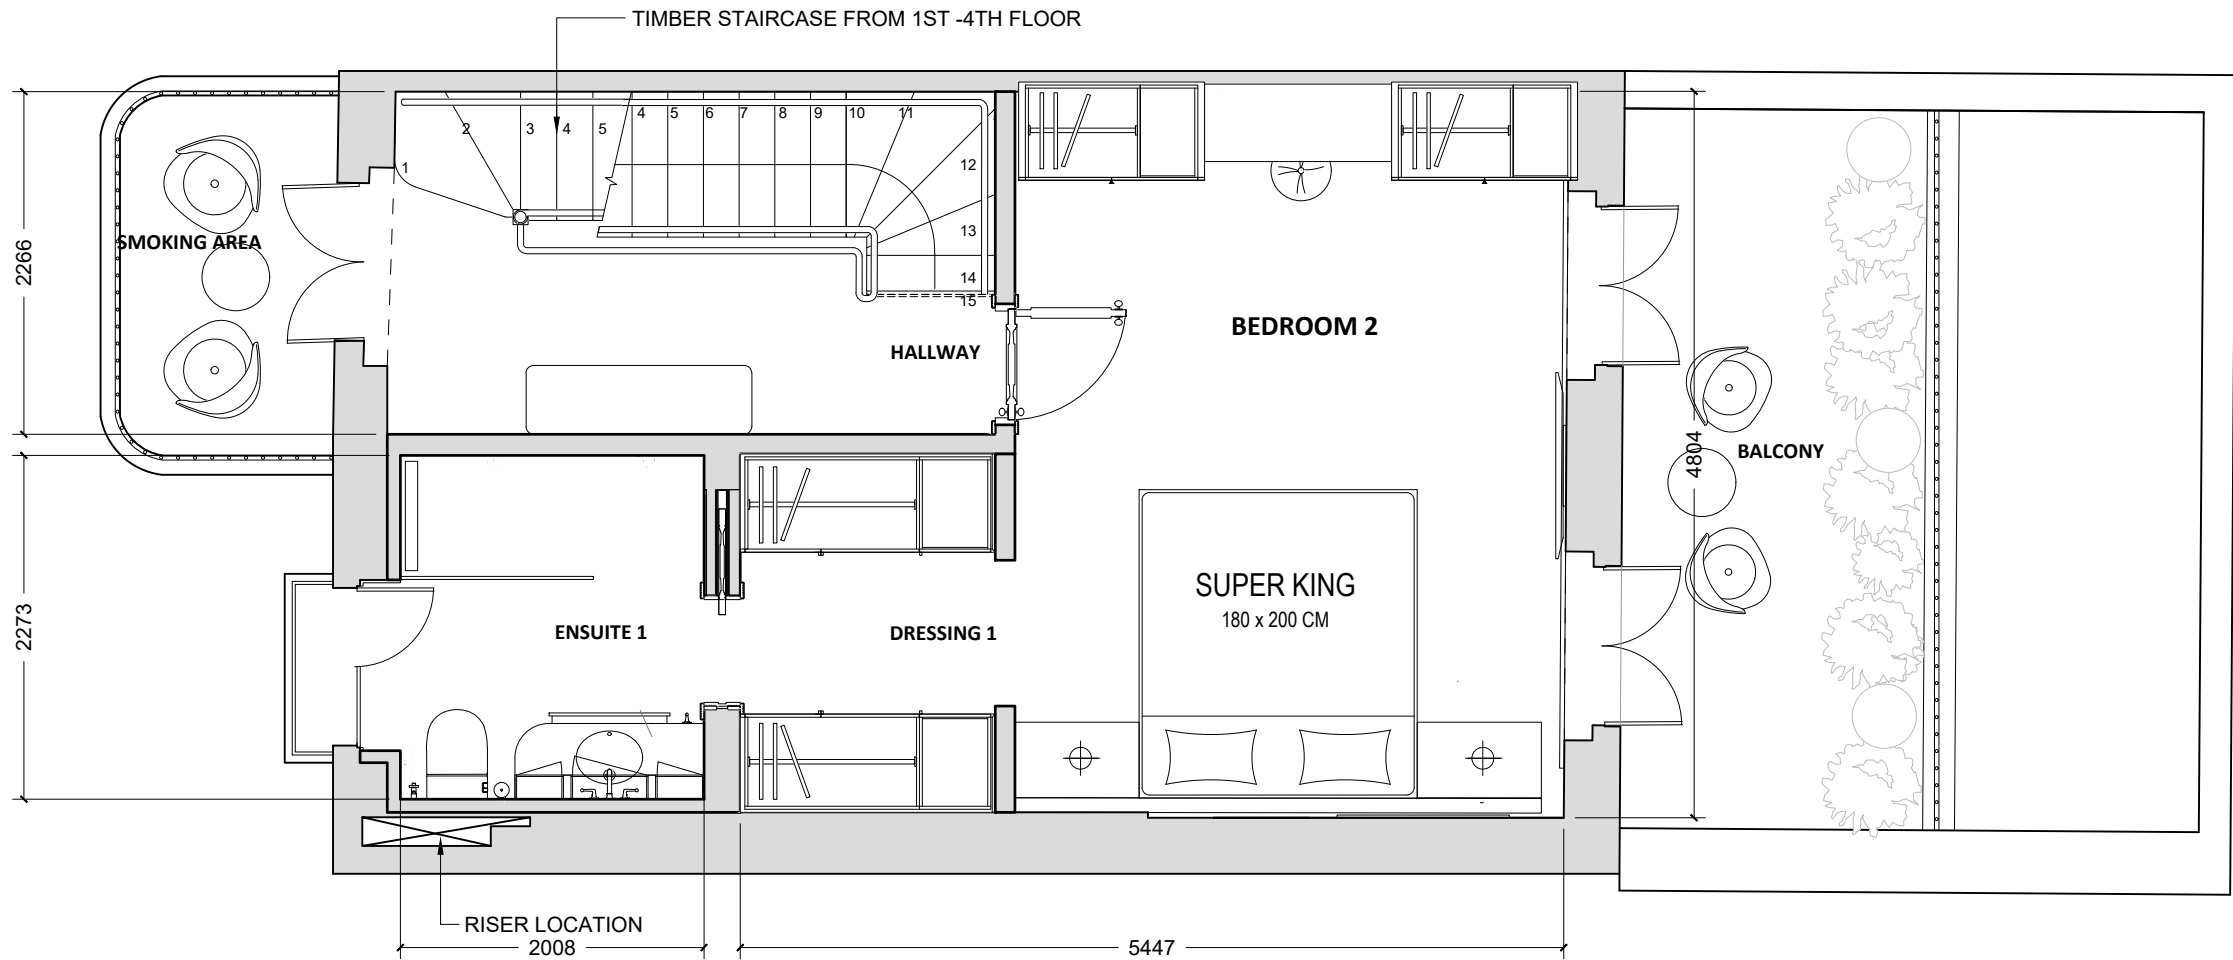 TIMBER STAIRCASE FROM 1ST -4TH FLOOR
1
2
3
4
5
4
5
6
7
8
9
10
11
12
13
14
15
SMOKING AREA
2266
HALLWAY
BEDROOM 2
4804
BALCONY
SUPER KING
180 x 200 CM
2273
ENSUITE 1
DRESSING 1
RISER LOCATION
2008
5447